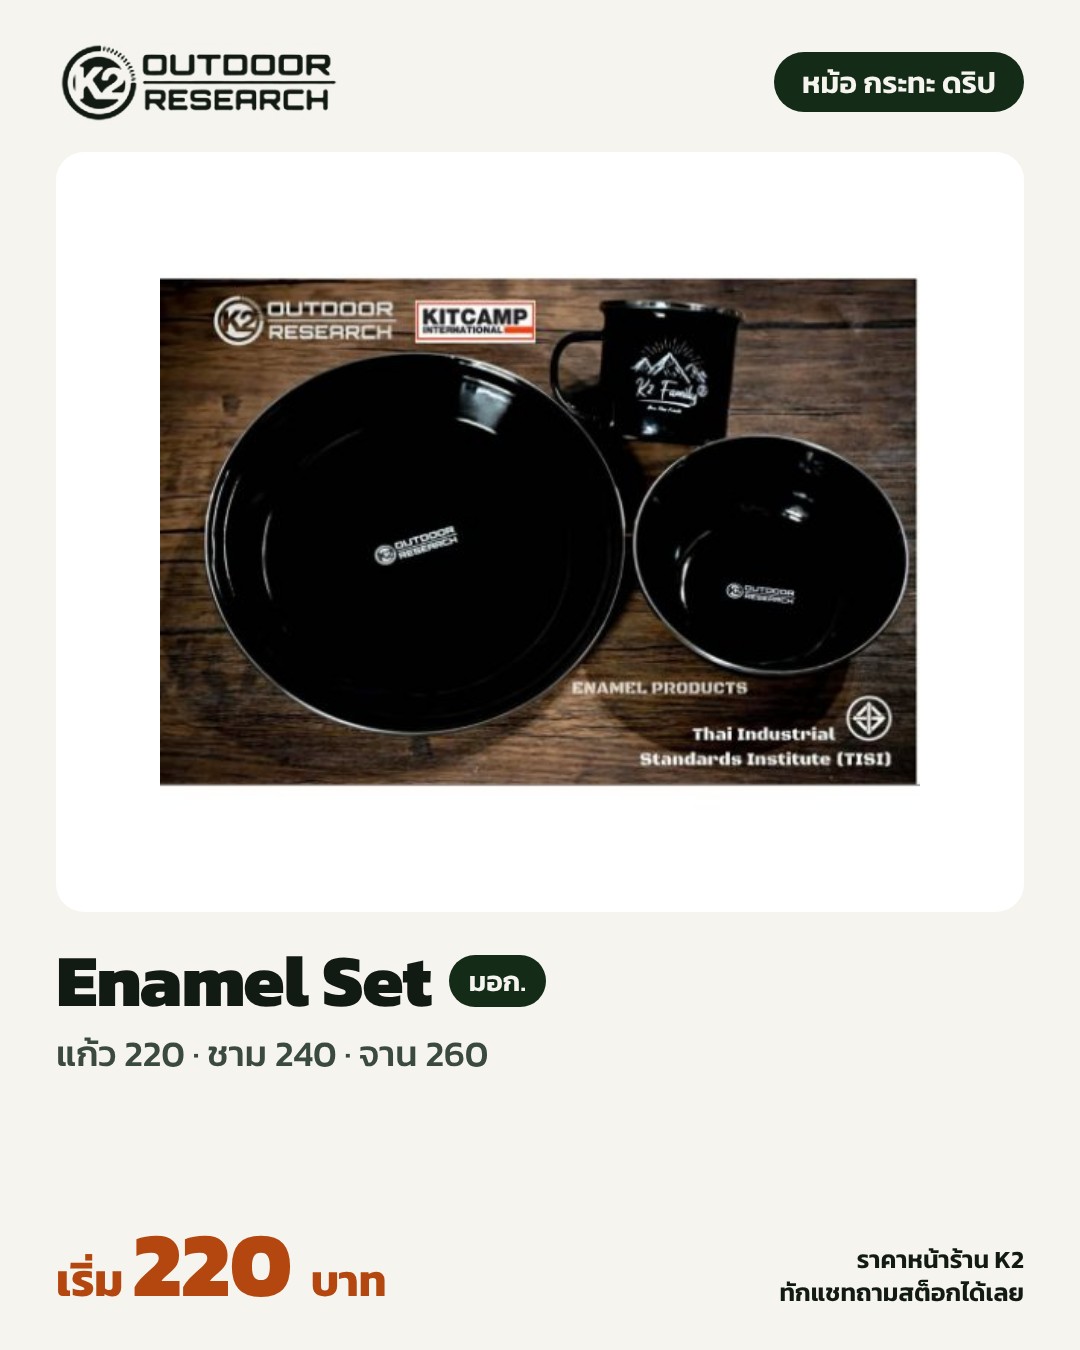 K2 OUTDOOR
RESEARCH
หม้อ กระทะ ดริป
K2 OUTDOOR
RESEARCH
KITCAMP
INTERNATIONAL
K2 Family
K2 OUTDOOR
RESEARCH
K2 OUTDOOR
RESEARCH
ENAMEL PRODUCTS
Thai Industrial
Standards Institute (TISI)
Enamel Set มอก.
แก้ว 220 · ชาม 240 · จาน 260
เริ่ม 220 บาท
ราคาหน้าร้าน K2
ทักแชทถามสต็อกได้เลย